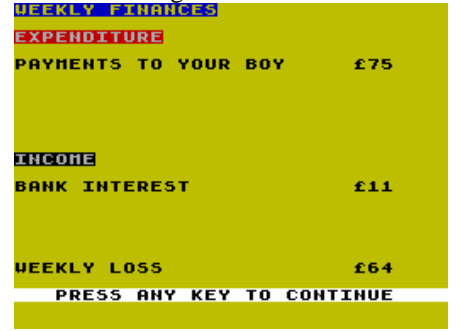 WEEKLY FINANCES
EXPENDITURE
PAYMENTS TO YOUR BOY £75
INCOME
BANK INTEREST £11
WEEKLY LOSS £64
PRESS ANY KEY TO CONTINUE